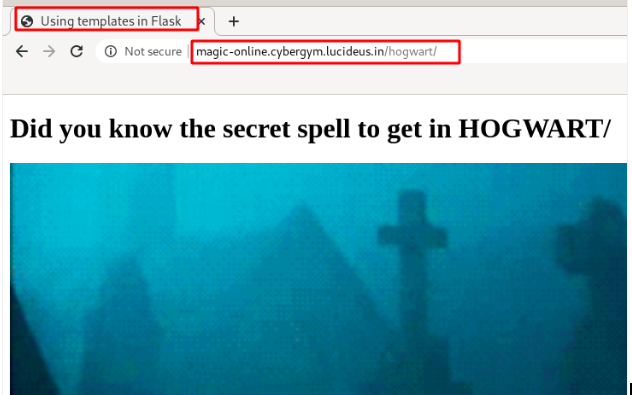 Using templates in Flask × +
Not secure | magic-online.cybergym.lucideus.in/hogwart/
Did you know the secret spell to get in HOGWART/